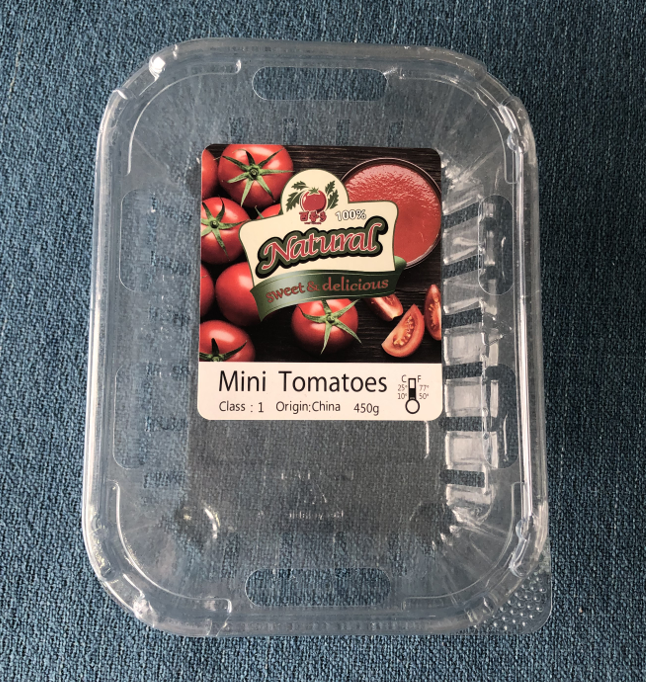 100%
Natural
sweet & delicious
Mini Tomatoes
C F
25° 77°
10° 50°
Class : 1 Origin:China 450g